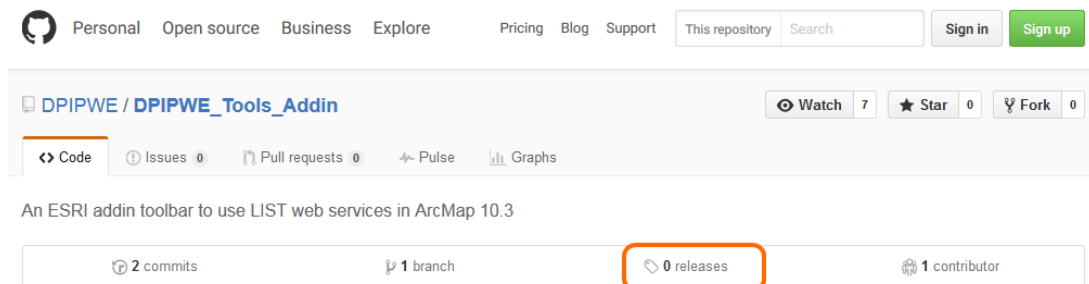 Personal Open source Business Explore Pricing Blog Support This repository Search Sign in Sign up
DPIPWE / DPIPWE_Tools_Addin Watch 7 Star 0 Fork 0
Code Issues 0 Pull requests 0 Pulse Graphs
An ESRI addin toolbar to use LIST web services in ArcMap 10.3
2 commits 1 branch 0 releases 1 contributor